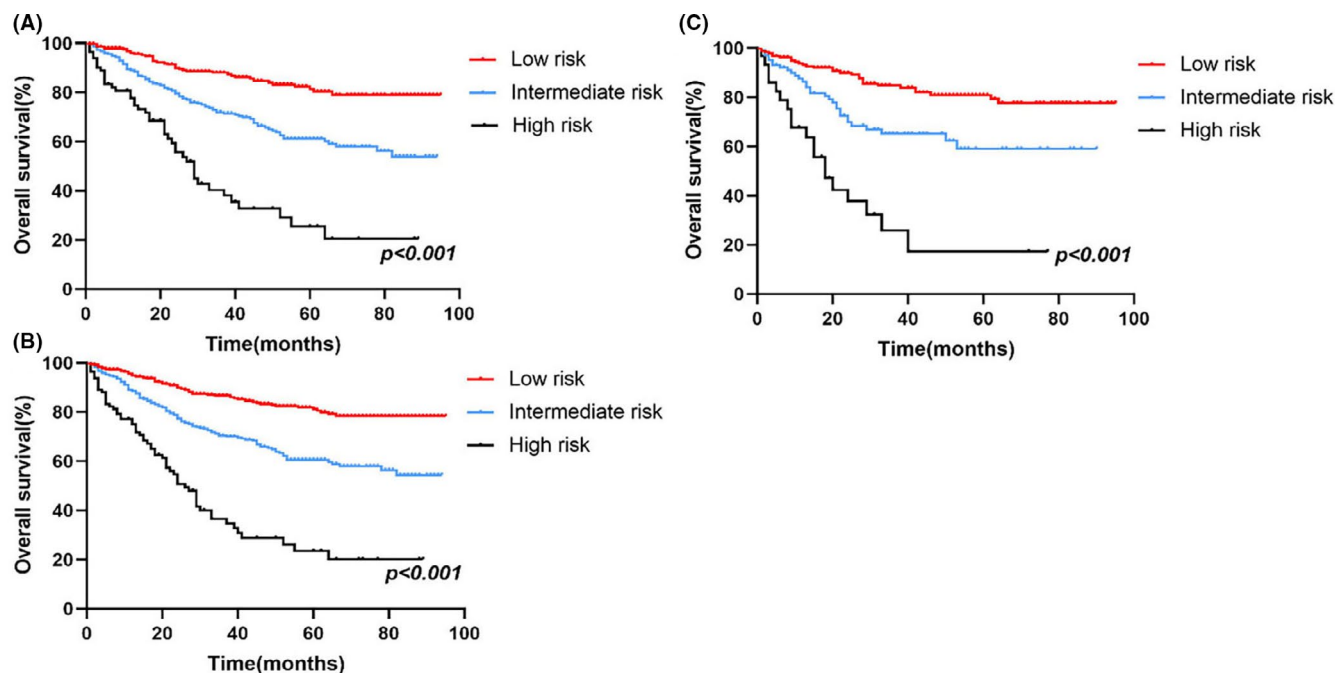 (A)
100
80
60
40
20
0
Overall survival(%)
Low risk
Intermediate risk
High risk
p<0.001
0 20 40 60 80 100
Time(months)
(B)
100
80
60
40
20
0
Overall survival(%)
Low risk
Intermediate risk
High risk
p<0.001
0 20 40 60 80 100
Time(months)
(C)
100
80
60
40
20
0
Overall survival(%)
Low risk
Intermediate risk
High risk
p<0.001
0 20 40 60 80 100
Time(months)